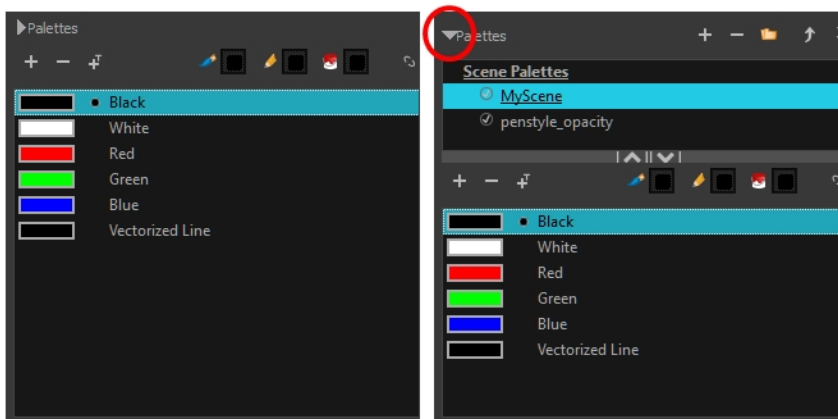 Palettes
Black
White
Red
Green
Blue
Vectorized Line
Palettes
Scene Palettes
MyScene
penstyle_opacity
Black
White
Red
Green
Blue
Vectorized Line